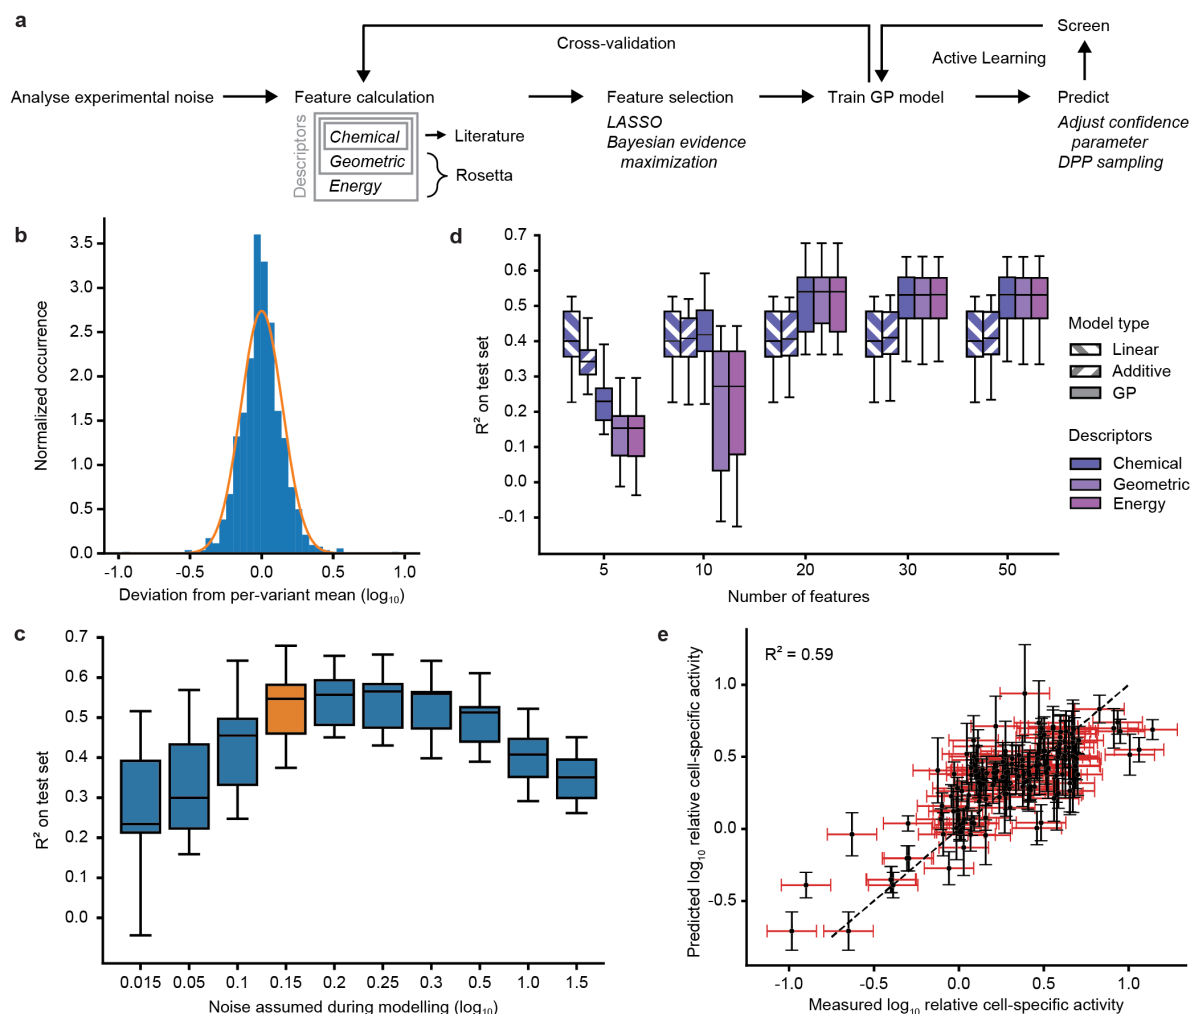 a
Screen
Cross-validation
Active Learning
Analyse experimental noise
Feature calculation
Feature selection
Train GP model
Predict
Descriptors
Chemical
Geometric
Energy
Literature
Rosetta
LASSO
Bayesian evidence
maximization
Adjust confidence
parameter
DPP sampling
b
Normalized occurrence
3.5
3.0
2.5
2.0
1.5
1.0
0.5
0.0
-1.0 -0.5 0.0 0.5 1.0
Deviation from per-variant mean (log₁₀)
d
R² on test set
0.7
0.6
0.5
0.4
0.3
0.2
0.1
0.0
-0.1
5 10 20 30 50
Number of features
Model type
Linear
Additive
GP
Descriptors
Chemical
Geometric
Energy
c
R² on test set
0.7
0.6
0.5
0.4
0.3
0.2
0.1
0.0
0.015 0.05 0.1 0.15 0.2 0.25 0.3 0.5 1.0 1.5
Noise assumed during modelling (log₁₀)
e
R² = 0.59
Predicted log₁₀ relative cell-specific activity
1.0
0.5
0.0
-0.5
-1.0 -0.5 0.0 0.5 1.0
Measured log₁₀ relative cell-specific activity